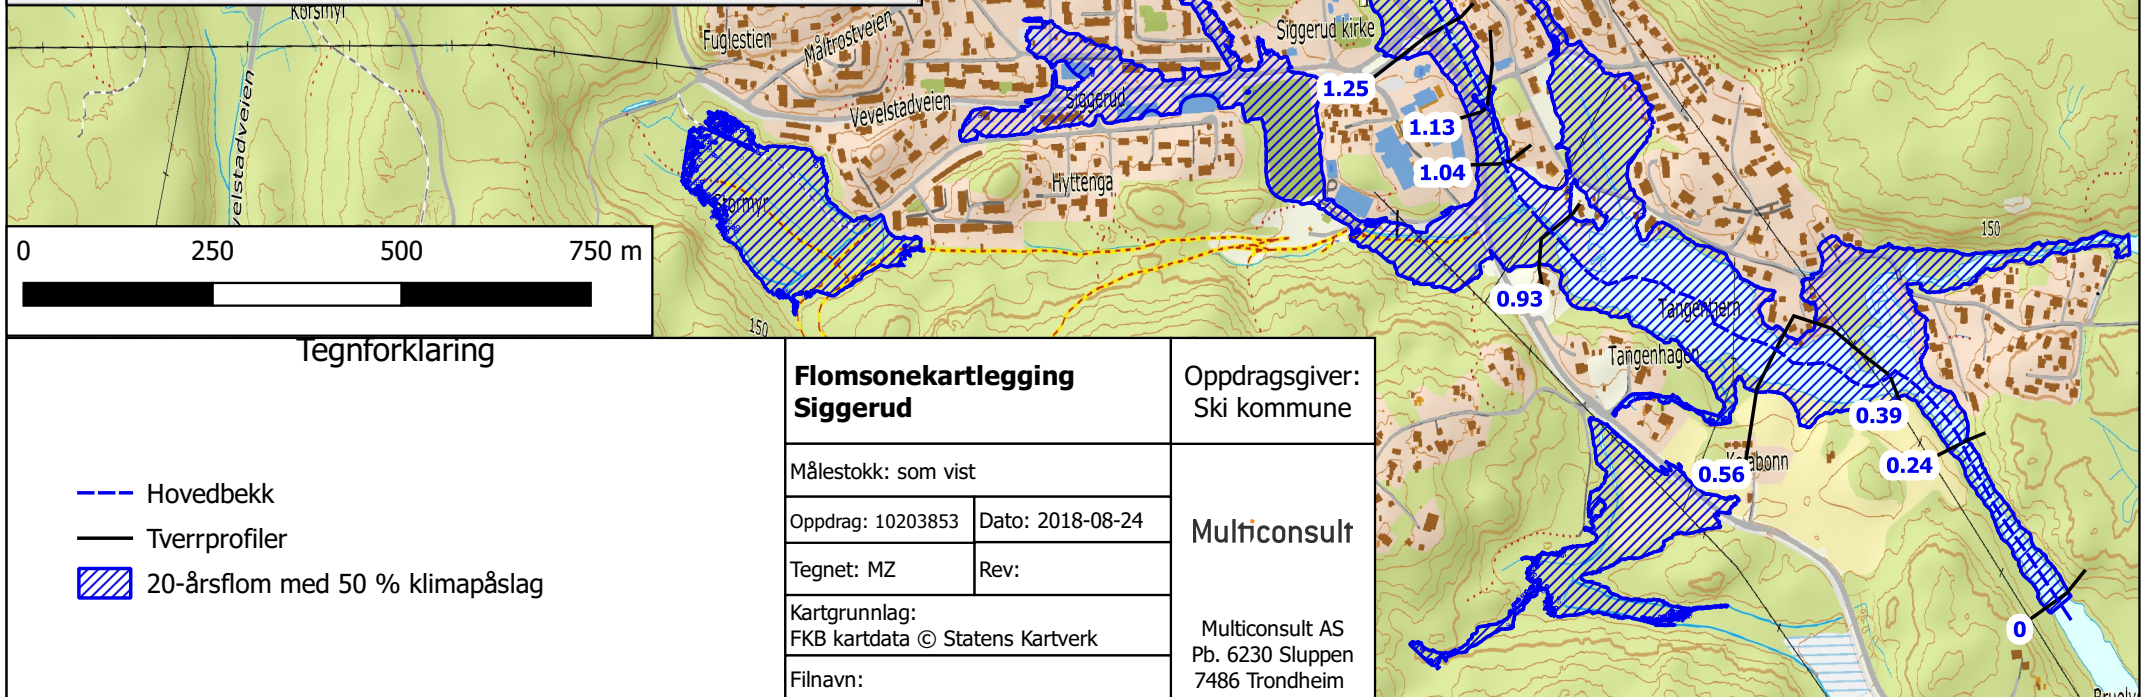 Korsmyr
Fuglestien
Måltrostveien
Siggerud kirke
velstadveien
Vevelstadveien
Siggerud
1.25
1.13
1.04
Hyttenga
Stormyr
P
150
0 250 500 750 m
0.93
Tangentjern
150
Tangenhagen
0.39
0.56
0.24
0
Tegnforklaring
Hovedbekk
Tverrprofiler
20-årsflom med 50 % klimapåslag
Flomsonekartlegging
Siggerud
Målestokk: som vist
Oppdrag: 10203853
Dato: 2018-08-24
Tegnet: MZ
Rev:
Kartgrunnlag:
FKB kartdata © Statens Kartverk
Filnavn:
Oppdragsgiver:
Ski kommune
Multiconsult
Multiconsult AS
Pb. 6230 Sluppen
7486 Trondheim